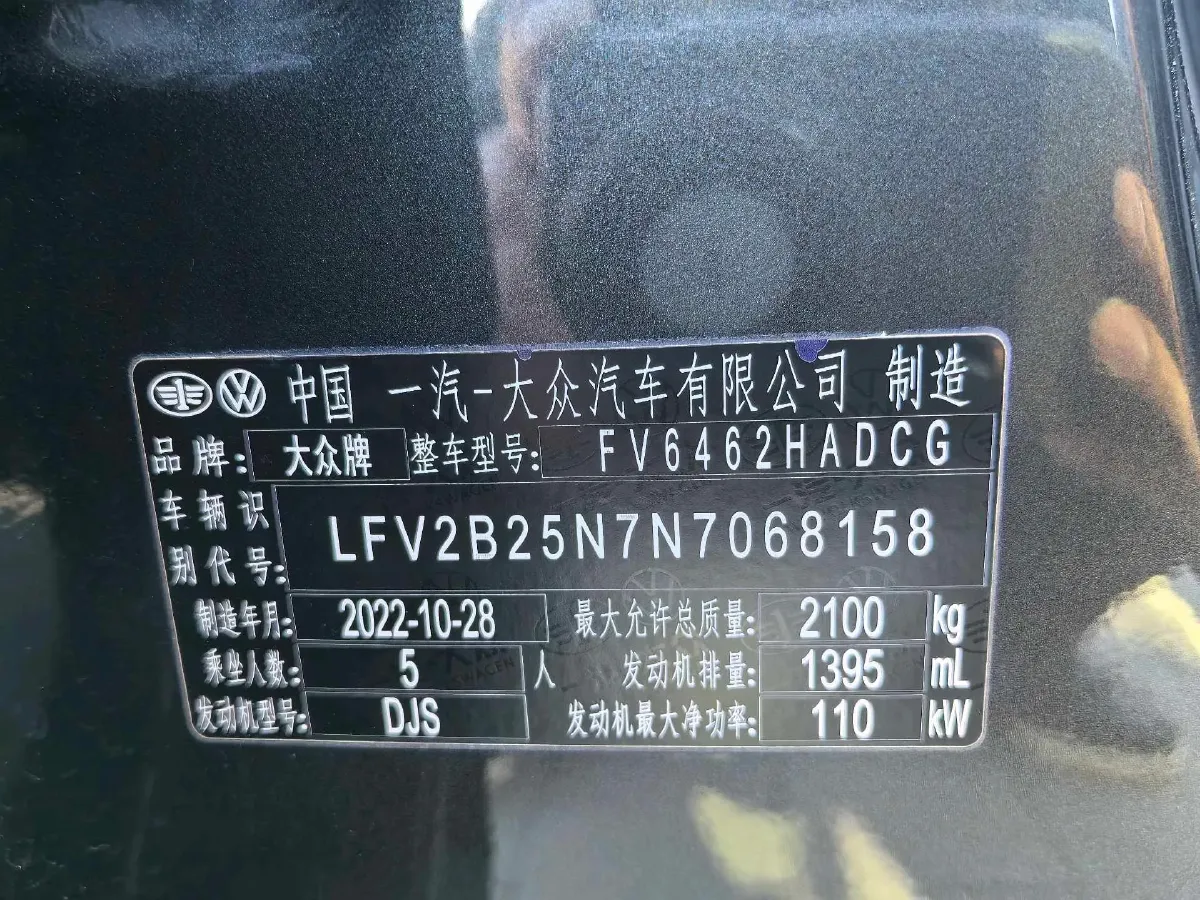 中国 一汽-大众汽车有限公司 制造
品牌: 大众牌 整车型号: FV6462HADCG
车辆识
别代号: LFV2B25N7N7068158
制造年月: 2022-10-28 最大允许总质量: 2100 kg
乘坐人数: 5 人 发动机排量: 1395 mL
发动机型号: DJS 发动机最大净功率: 110 kW